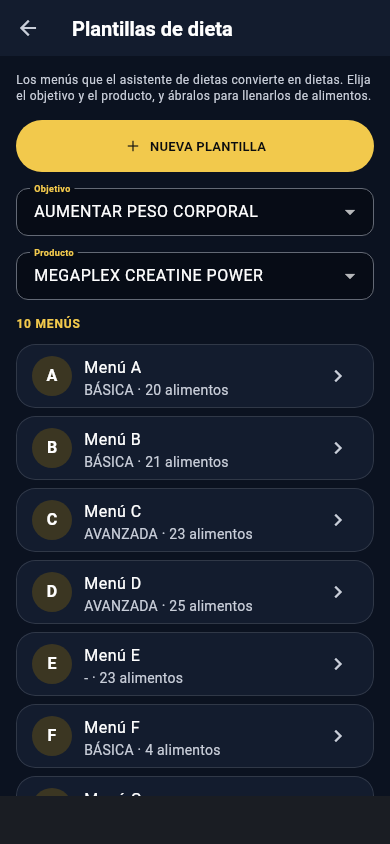 Plantillas de dieta
Los menús que el asistente de dietas convierte en dietas. Elija
el objetivo y el producto, y ábralos para llenarlos de alimentos.
NUEVA PLANTILLA
Objetivo
AUMENTAR PESO CORPORAL
Producto
MEGAPLEX CREATINE POWER
10 MENÚS
A
Menú A
BÁSICA · 20 alimentos
B
Menú B
BÁSICA · 21 alimentos
C
Menú C
AVANZADA · 23 alimentos
D
Menú D
AVANZADA · 25 alimentos
E
Menú E
- · 23 alimentos
F
Menú F
BÁSICA · 4 alimentos